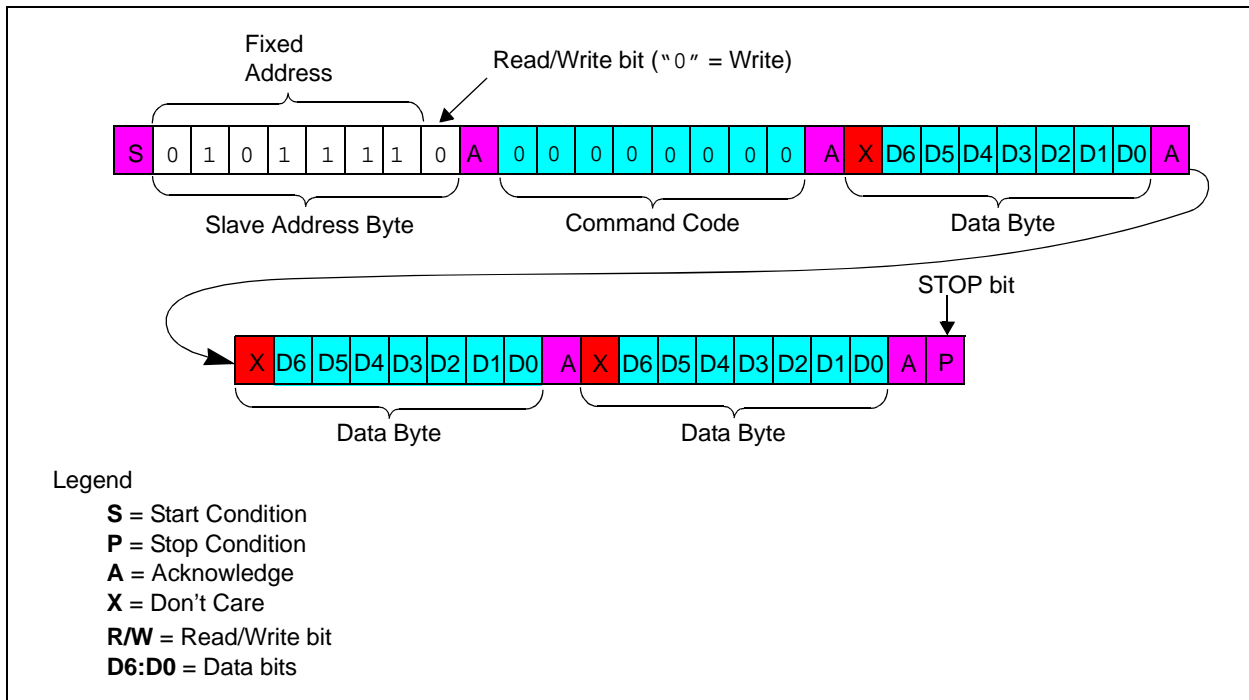 Fixed
Address
Read/Write bit ("0" = Write)
S 0 1 0 1 1 1 1 0 A 0 0 0 0 0 0 0 0 A X D6 D5 D4 D3 D2 D1 D0 A
Slave Address Byte Command Code Data Byte
STOP bit
X D6 D5 D4 D3 D2 D1 D0 A X D6 D5 D4 D3 D2 D1 D0 A P
Data Byte Data Byte
Legend
S = Start Condition
P = Stop Condition
A = Acknowledge
X = Don't Care
R/W = Read/Write bit
D6:D0 = Data bits